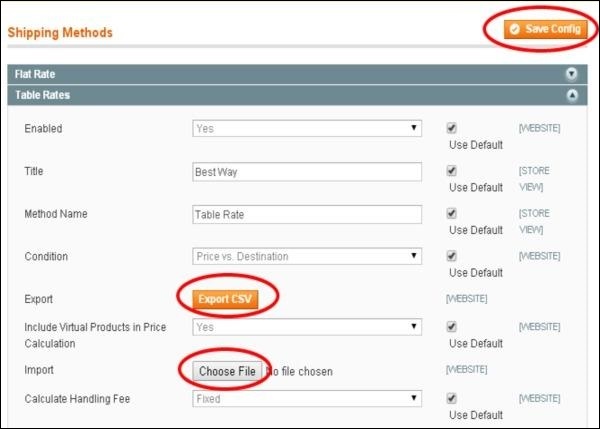 Shipping Methods
Save Config
Flat Rate
Table Rates
Enabled
Yes
[WEBSITE]
Use Default
Title
Best Way
[STORE
Use Default
VIEW]
Method Name
Table Rate
[STORE
Use Default
VIEW]
Condition
Price vs. Destination
[WEBSITE]
Use Default
Export
Export CSV
[WEBSITE]
Include Virtual Products in Price
Calculation
Yes
[WEBSITE]
Use Default
Import
Choose File
No file chosen
[WEBSITE]
Calculate Handling Fee
Fixed
[WEBSITE]
Use Default